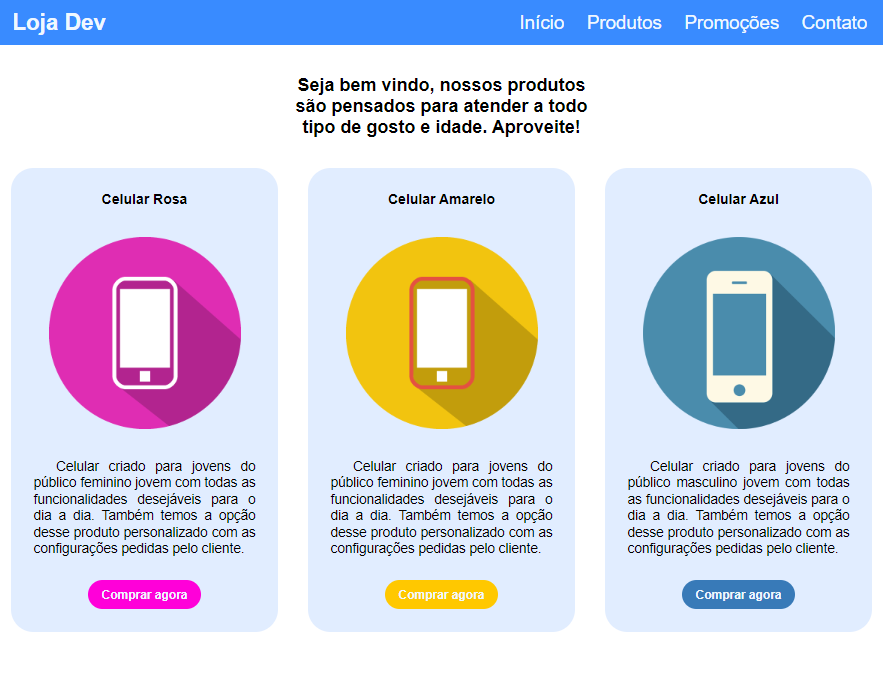 Loja Dev
Início Produtos Promoções Contato
Seja bem vindo, nossos produtos
são pensados para atender a todo
tipo de gosto e idade. Aproveite!
Celular Rosa
Celular criado para jovens do
público feminino jovem com todas as
funcionalidades desejáveis para o
dia a dia. Também temos a opção
desse produto personalizado com as
configurações pedidas pelo cliente.
Comprar agora
Celular Amarelo
Celular criado para jovens do
público feminino jovem com todas as
funcionalidades desejáveis para o
dia a dia. Também temos a opção
desse produto personalizado com as
configurações pedidas pelo cliente.
Comprar agora
Celular Azul
Celular criado para jovens do
público masculino jovem com todas
as funcionalidades desejáveis para o
dia a dia. Também temos a opção
desse produto personalizado com as
configurações pedidas pelo cliente.
Comprar agora